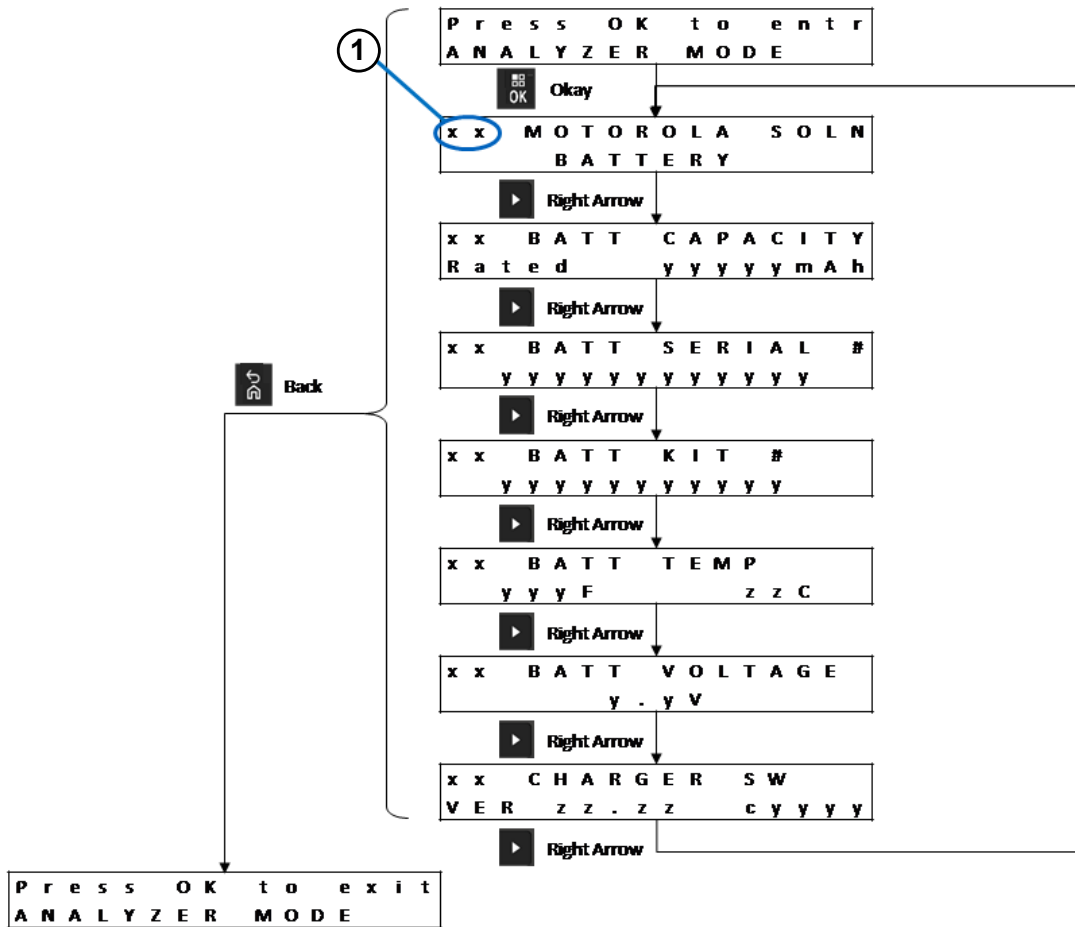 Press OK to entr
ANALYZER MODE
1
OK Okay
xx MOTOROLA SOLN
BATTERY
Right Arrow
xx BATT CAPACITY
Rated yyyyymAh
Right Arrow
xx BATT SERIAL #
yyyyyyyyyyyy
Back
Right Arrow
xx BATT KIT #
yyyyyyyyyyy
Right Arrow
xx BATT TEMP
yyyF zzC
Right Arrow
xx BATT VOLTAGE
y.yV
Right Arrow
xx CHARGER SW
VER zz.zz cyyyy
Right Arrow
Press OK to exit
ANALYZER MODE